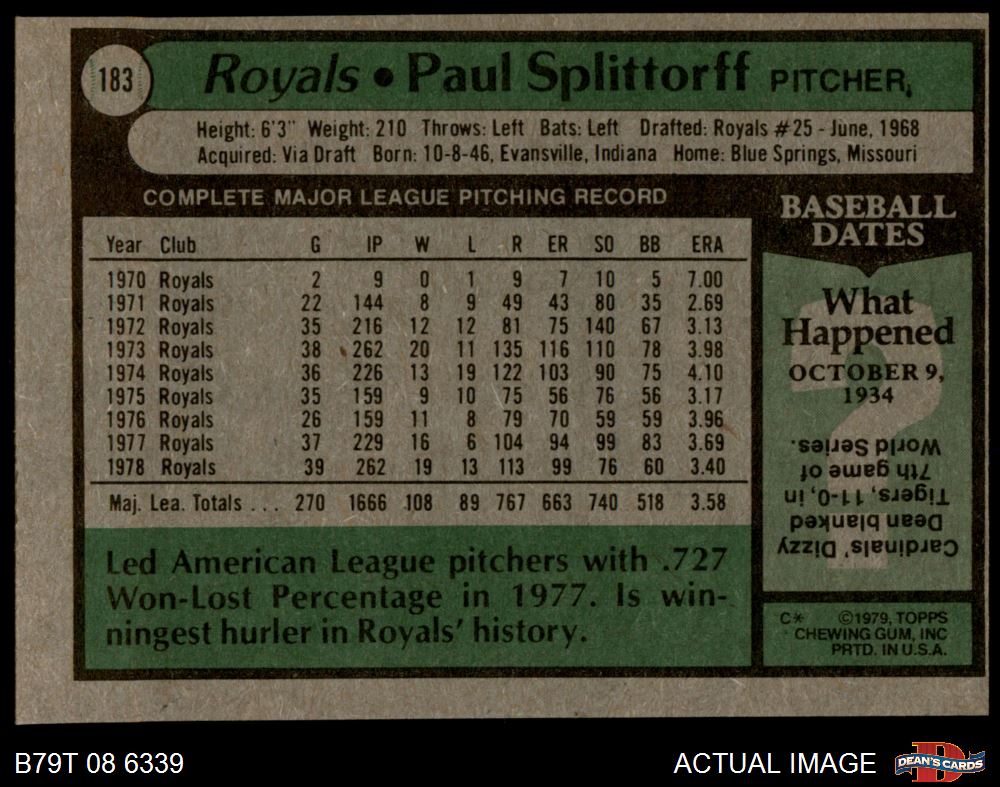 183
Royals • Paul Splittorff PITCHER
Height: 6'3" Weight: 210 Throws: Left Bats: Left Drafted: Royals #25 - June, 1968
Acquired: Via Draft Born: 10-8-46, Evansville, Indiana Home: Blue Springs, Missouri
COMPLETE MAJOR LEAGUE PITCHING RECORD
Year Club G IP W L R ER SO BB ERA
1970 Royals 2 9 0 1 9 7 10 5 7.00
1971 Royals 22 144 8 9 49 43 80 35 2.69
1972 Royals 35 216 12 12 81 75 140 67 3.13
1973 Royals 38 262 20 11 135 116 110 78 3.98
1974 Royals 36 226 13 19 122 103 90 75 4.10
1975 Royals 35 159 9 10 75 56 76 56 3.17
1976 Royals 26 159 11 8 79 70 59 59 3.96
1977 Royals 37 229 16 6 104 94 99 83 3.69
1978 Royals 39 262 19 13 113 99 76 60 3.40
Maj. Lea. Totals . . . 270 1666 108 89 767 663 740 518 3.58
Led American League pitchers with .727
Won-Lost Percentage in 1977. Is win-
ningest hurler in Royals' history.
BASEBALL
DATES
What
Happened
OCTOBER 9,
1934
Cardinals' Dizzy
Dean blanked
Tigers, 11-0, in
7th game of
World Series.
C* ©1979, TOPPS
CHEWING GUM, INC
PRTD. IN U.S.A.
B79T 08 6339
ACTUAL IMAGE
DEAN'S CARDS